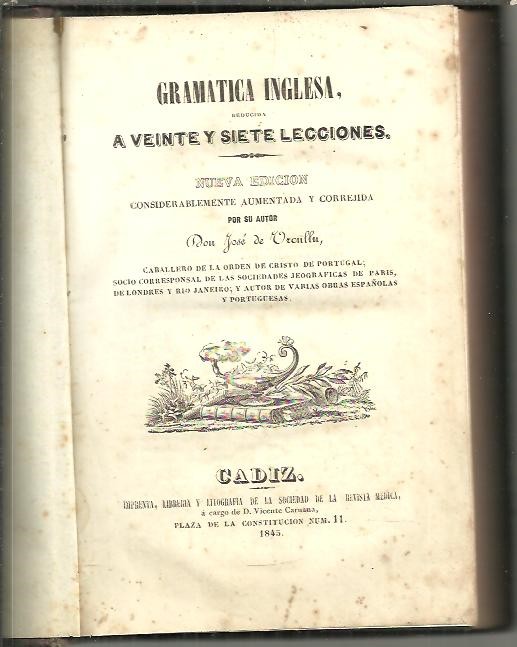 GRAMATICA INGLESA,
REDUCIDA
A VEINTE Y SIETE LECCIONES.
NUEVA EDICION
CONSIDERABLEMENTE AUMENTADA Y CORREJIDA
POR SU AUTOR
Don José de Urcullu,
CABALLERO DE LA ORDEN DE CRISTO DE PORTUGAL;
SOCIO CORRESPONSAL DE LAS SOCIEDADES JEOGRAFICAS DE PARIS,
DE LONDRES Y RIO JANEIRO; Y AUTOR DE VARIAS OBRAS ESPAÑOLAS
Y PORTUGUESAS.
CADIZ.
IMPRENTA, LIBRERIA Y LITOGRAFIA DE LA SOCIEDAD DE LA REVISTA MEDICA,
á cargo de D. Vicente Caruana,
PLAZA DE LA CONSTITUCION NUM. 11.
1845.